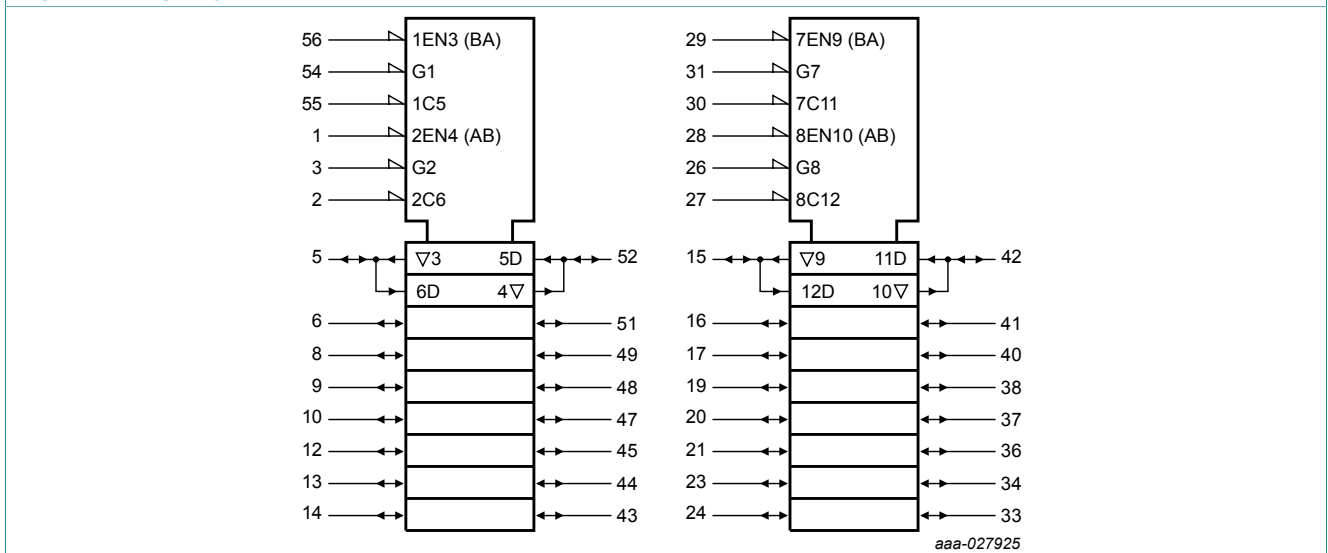 56 1EN3 (BA) 29 7EN9 (BA)
54 G1 31 G7
55 1C5 30 7C11
1 2EN4 (AB) 28 8EN10 (AB)
3 G2 26 G8
2 2C6 27 8C12
5 ▽3 5D 52 15 ▽9 11D 42
6D 4▽ 12D 10▽
6 51 16 41
8 49 17 40
9 48 19 38
10 47 20 37
12 45 21 36
13 44 23 34
14 43 24 33
aaa-027925